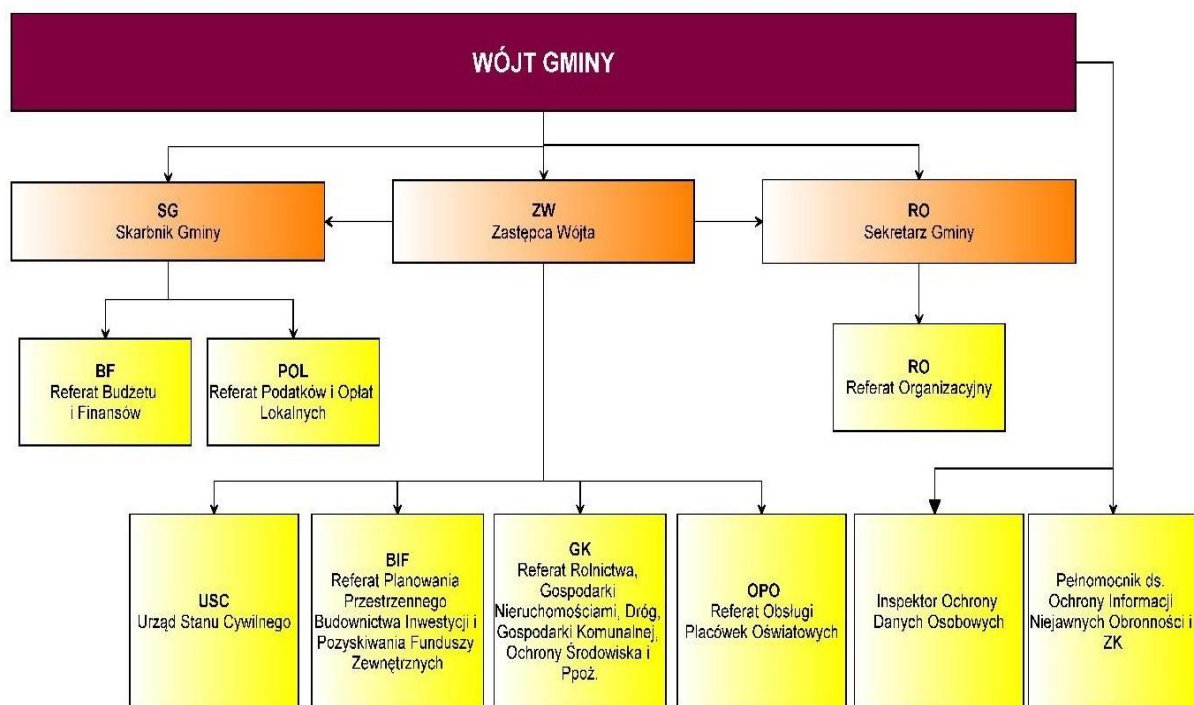 WÓJT GMINY
SG
Skarbnik Gminy
ZW
Zastępca Wójta
RO
Sekretarz Gminy
BF
Referat Budżetu
i Finansów
POL
Referat Podatków i Opłat
Lokalnych
RO
Referat Organizacyjny
USC
Urząd Stanu Cywilnego
BIF
Referat Planowania
Przestrzennego
Budownictwa Inwestycji i
Pozyskiwania Funduszy
Zewnętrznych
GK
Referat Rolnictwa,
Gospodarki
Nieruchomościami, Dróg,
Gospodarki Komunalnej,
Ochrony Środowiska i
Ppoż.
OPO
Referat Obsługi
Placówek Oświatowych
Inspektor Ochrony
Danych Osobowych
Pełnomocnik ds.
Ochrony Informacji
Niejawnych Obronności i
ZK